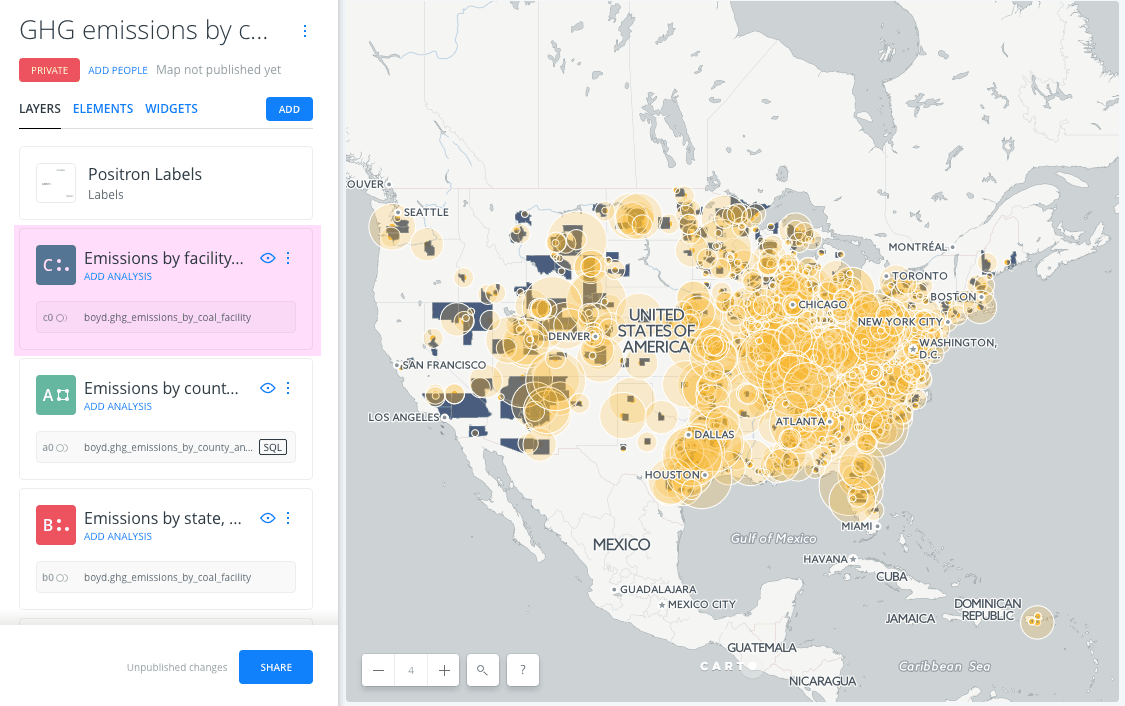 GHG emissions by c...
PRIVATE ADD PEOPLE Map not published yet
LAYERS ELEMENTS WIDGETS ADD
Positron Labels
Labels
C Emissions by facility...
ADD ANALYSIS
c0 boyd.ghg_emissions_by_coal_facility
A Emissions by count...
ADD ANALYSIS
a0 boyd.ghg_emissions_by_county_an... SQL
B Emissions by state, ...
ADD ANALYSIS
b0 boyd.ghg_emissions_by_coal_facility
Unpublished changes SHARE
OUVER
SEATTLE
MONTRÉAL
TORONTO
BOSTON
CHICAGO
UNITED
STATES OF
AMERICA
NEW YORK CITY
DENVER
WASHINGTON,
D.C.
SAN FRANCISCO
LOS ANGELES
ATLANTA
DALLAS
HOUSTON
MIAMI
Gulf of Mexico
MEXICO
HAVANA
CUBA
GUADALAJARA
MEXICO CITY
DOMINICAN
REPUBLIC
JAMAICA
GUATEMALA
CARTO
Caribbean Sea
NICARAGUA
4
?